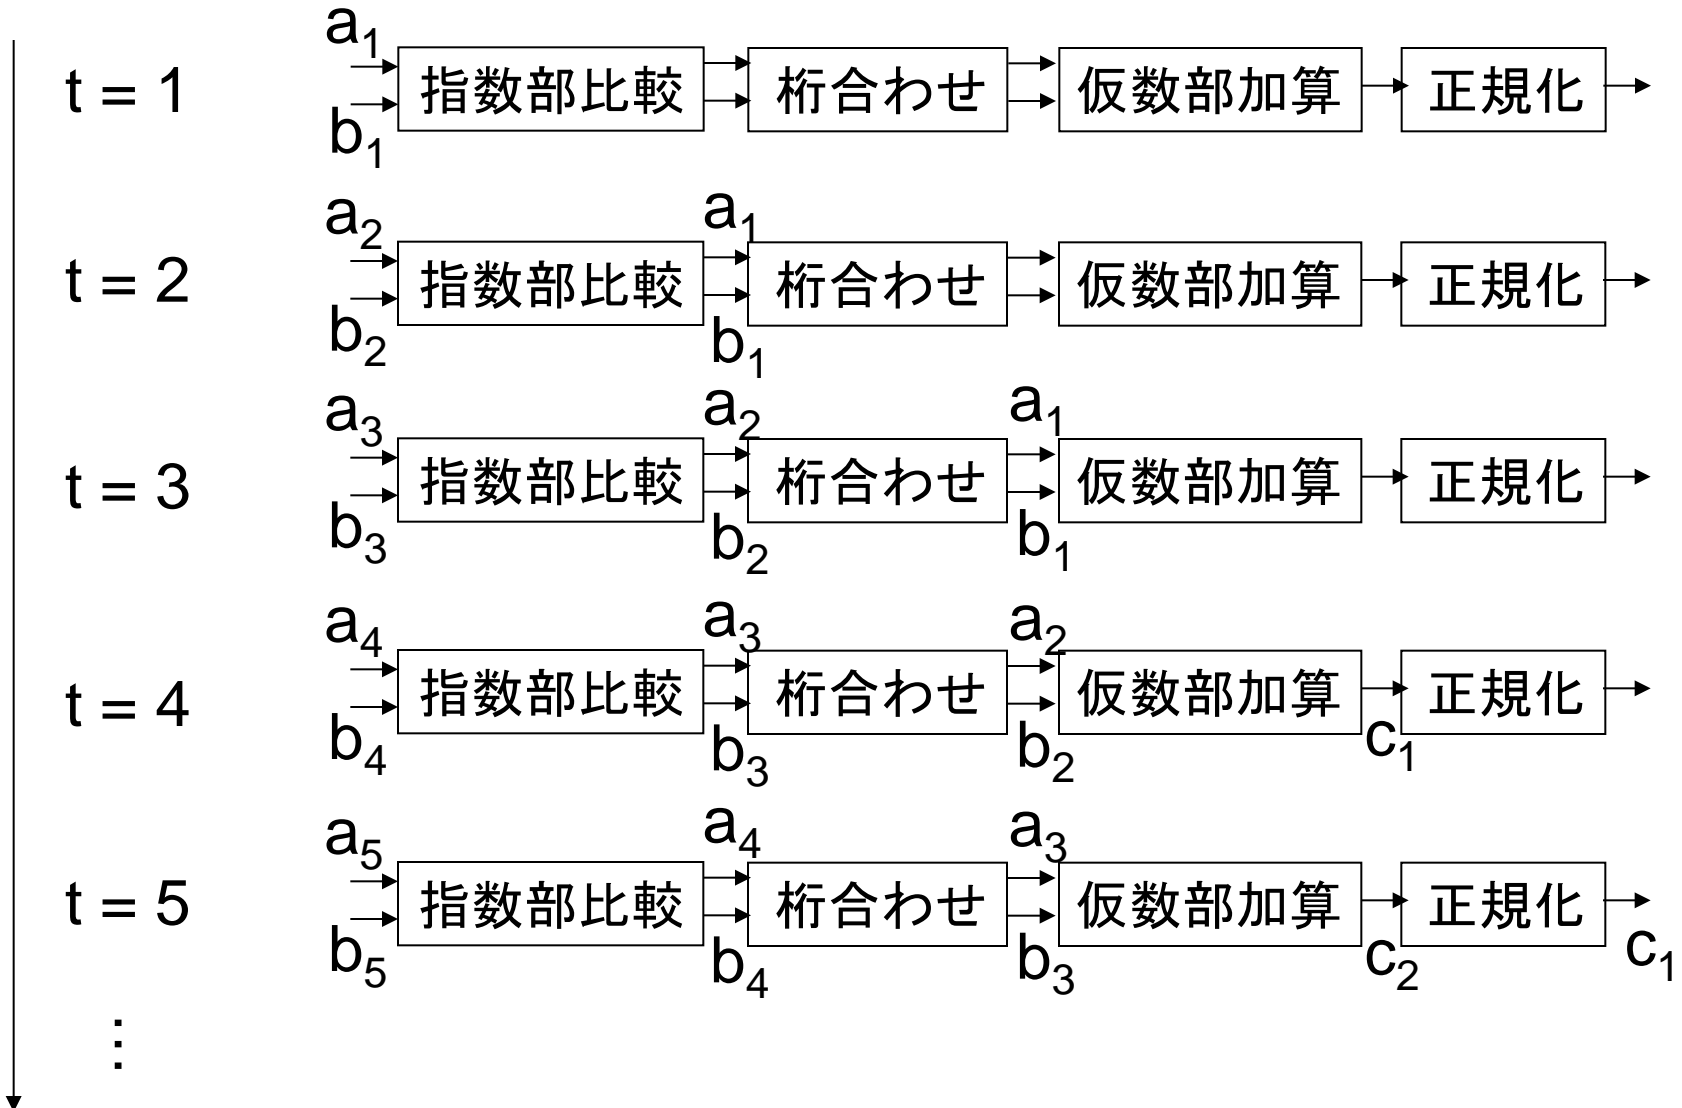 a1
t = 1 指数部比較 桁合わせ 仮数部加算 正規化
b1
a2 a1
t = 2 指数部比較 桁合わせ 仮数部加算 正規化
b2 b1
a3 a2 a1
t = 3 指数部比較 桁合わせ 仮数部加算 正規化
b3 b2 b1
a4 a3 a2
t = 4 指数部比較 桁合わせ 仮数部加算 正規化
b4 b3 b2 c1
a5 a4 a3
t = 5 指数部比較 桁合わせ 仮数部加算 正規化
b5 b4 b3 c2 c1
⋮